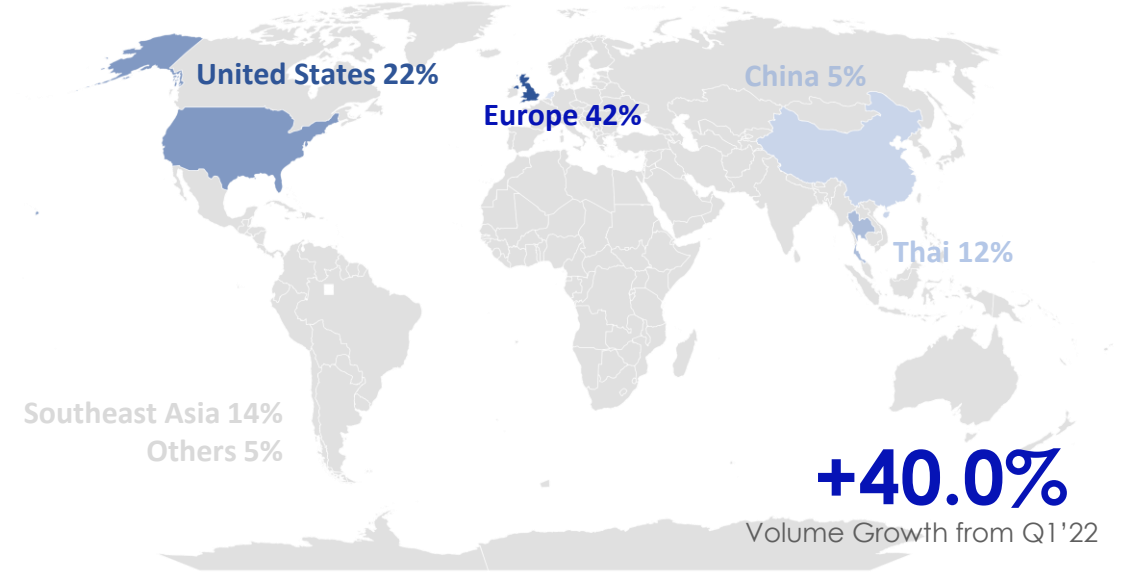 United States 22%
China 5%
Europe 42%
Thai 12%
Southeast Asia 14%
Others 5%
+40.0%
Volume Growth from Q1’22